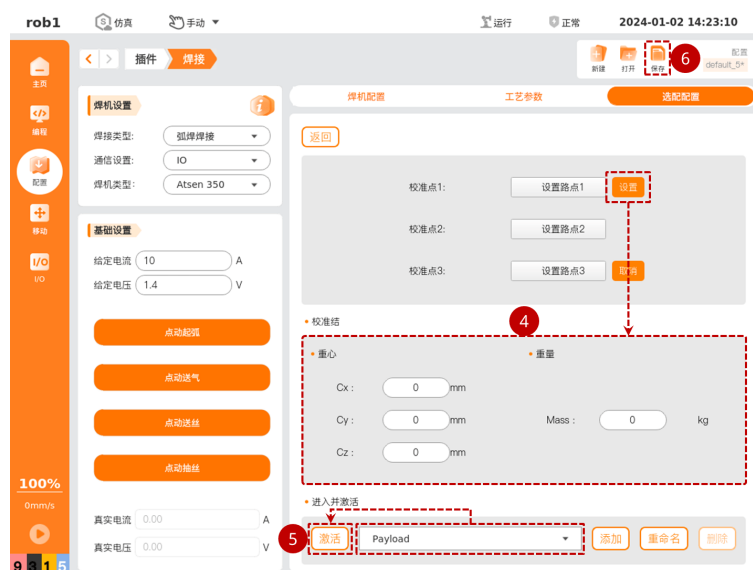 rob1 仿真 手动 运行 正常 2024-01-02 14:23:10
主页
编程
配置
移动
I/O
I/O
100%
0mm/s
9 3 1 5
插件 焊接
新建 打开 保存 6 配置
default_5*
焊机设置
焊接类型: 弧焊焊接
通信设置: IO
焊机类型: Atsen 350
基础设置
给定电流 10 A
给定电压 1.4 V
点动起弧
点动送气
点动送丝
点动抽丝
真实电流 0.00 A
真实电压 0.00 V
焊机配置 工艺参数 选配配置
返回
校准点1: 设置路点1 设置
校准点2: 设置路点2
校准点3: 设置路点3 取消
校准结
4
重心 重量
Cx : 0 mm
Cy : 0 mm Mass : 0 kg
Cz : 0 mm
进入并激活
5 激活 Payload 添加 重命名 删除